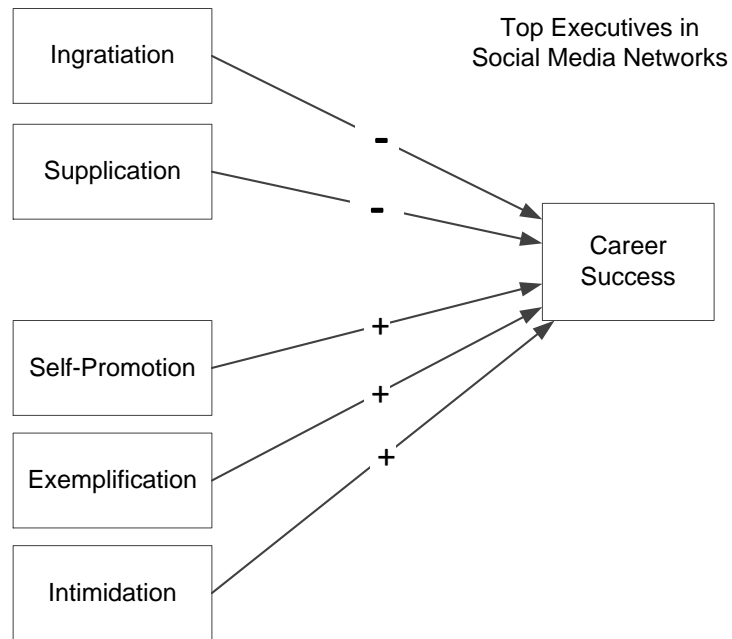 Top Executives in
Social Media Networks
Ingratiation
-
Supplication
-
Career
Success
Self-Promotion
+
Exemplification
+
Intimidation
+